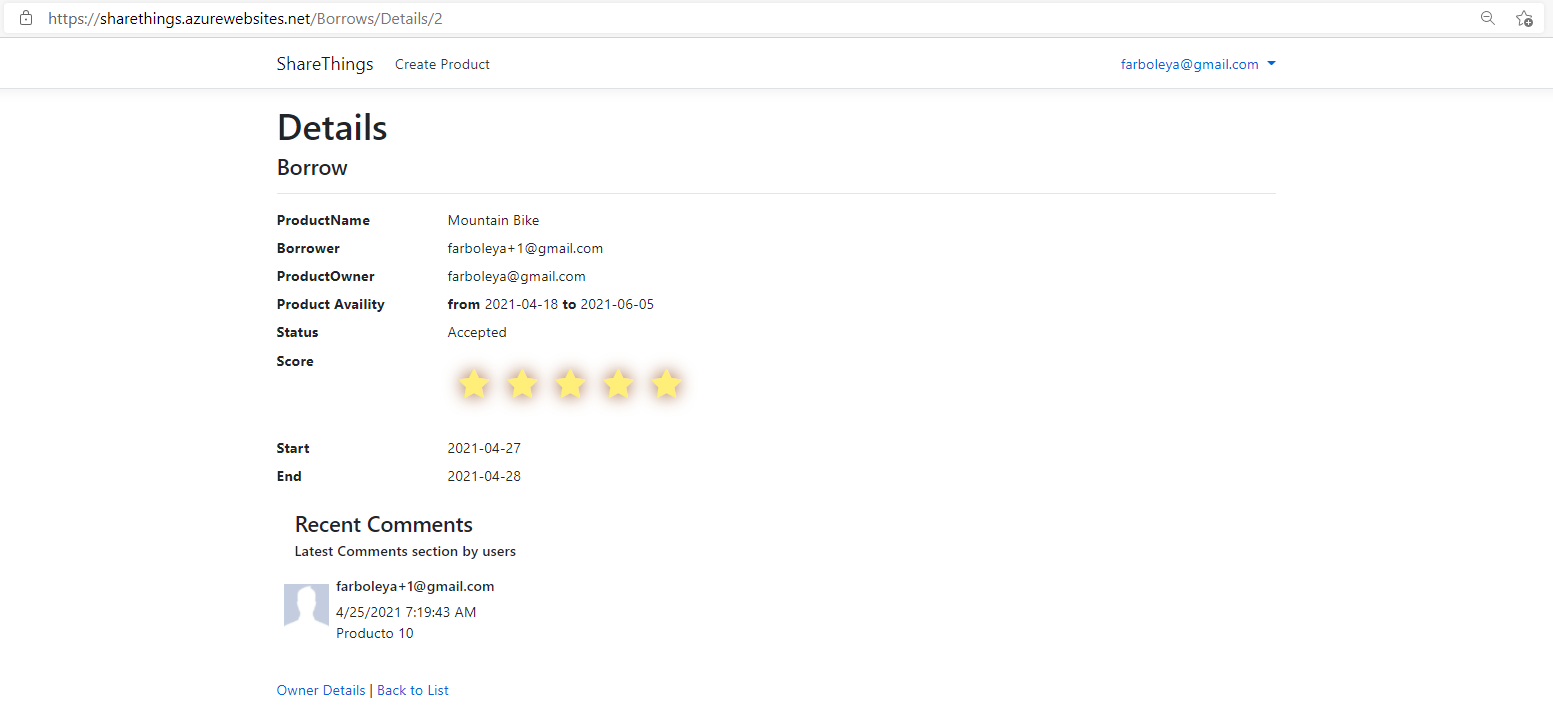 https://sharethings.azurewebsites.net/Borrows/Details/2
ShareThings Create Product farboleya@gmail.com
Details
Borrow
ProductName Mountain Bike
Borrower farboleya+1@gmail.com
ProductOwner farboleya@gmail.com
Product Availity from 2021-04-18 to 2021-06-05
Status Accepted
Score
Start 2021-04-27
End 2021-04-28
Recent Comments
Latest Comments section by users
farboleya+1@gmail.com
4/25/2021 7:19:43 AM
Producto 10
Owner Details | Back to List